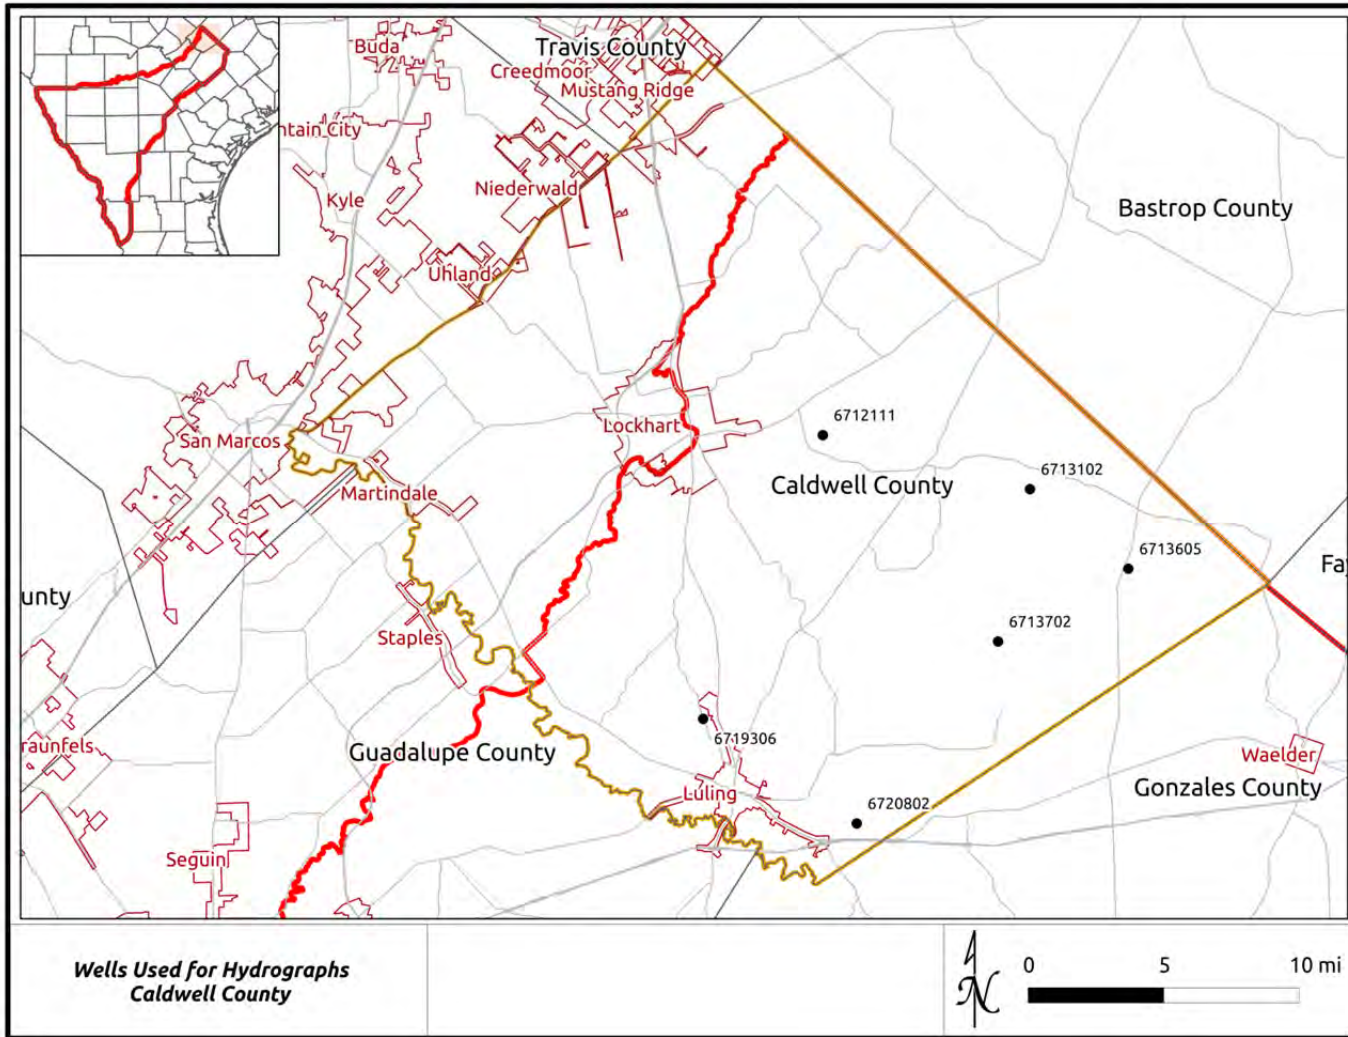 Travis County
Buda
Creedmoor
Mustang Ridge
ntain City
Niederwald
Kyle
Bastrop County
Uhland
San Marcos
Lockhart
6712111
Martindale
Caldwell County
6713102
6713605
Fay
unty
Staples
6713702
raunfels
Guadalupe County
6719306
Waelder
Luling
6720802
Gonzales County
Seguin
Wells Used for Hydrographs
Caldwell County
N
0 5 10 mi